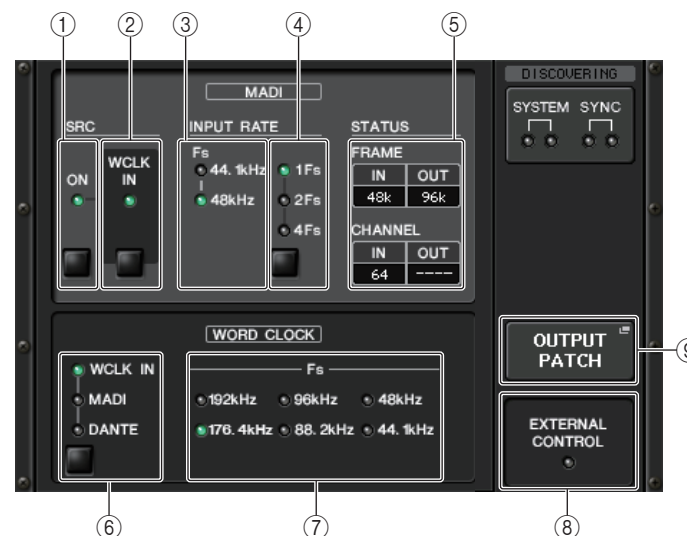 ① ② ③ ④ ⑤
DISCOVERING
SYSTEM SYNC
MADI
SRC
ON
WCLK
IN
INPUT RATE
Fs
44.1kHz
48kHz
1Fs
2Fs
4Fs
STATUS
FRAME
IN OUT
48k 96k
CHANNEL
IN OUT
64 ----
WORD CLOCK
WCLK IN
MADI
DANTE
Fs
192kHz 96kHz 48kHz
176.4kHz 88.2kHz 44.1kHz
OUTPUT
PATCH
⑨
EXTERNAL
CONTROL
⑥ ⑦ ⑧